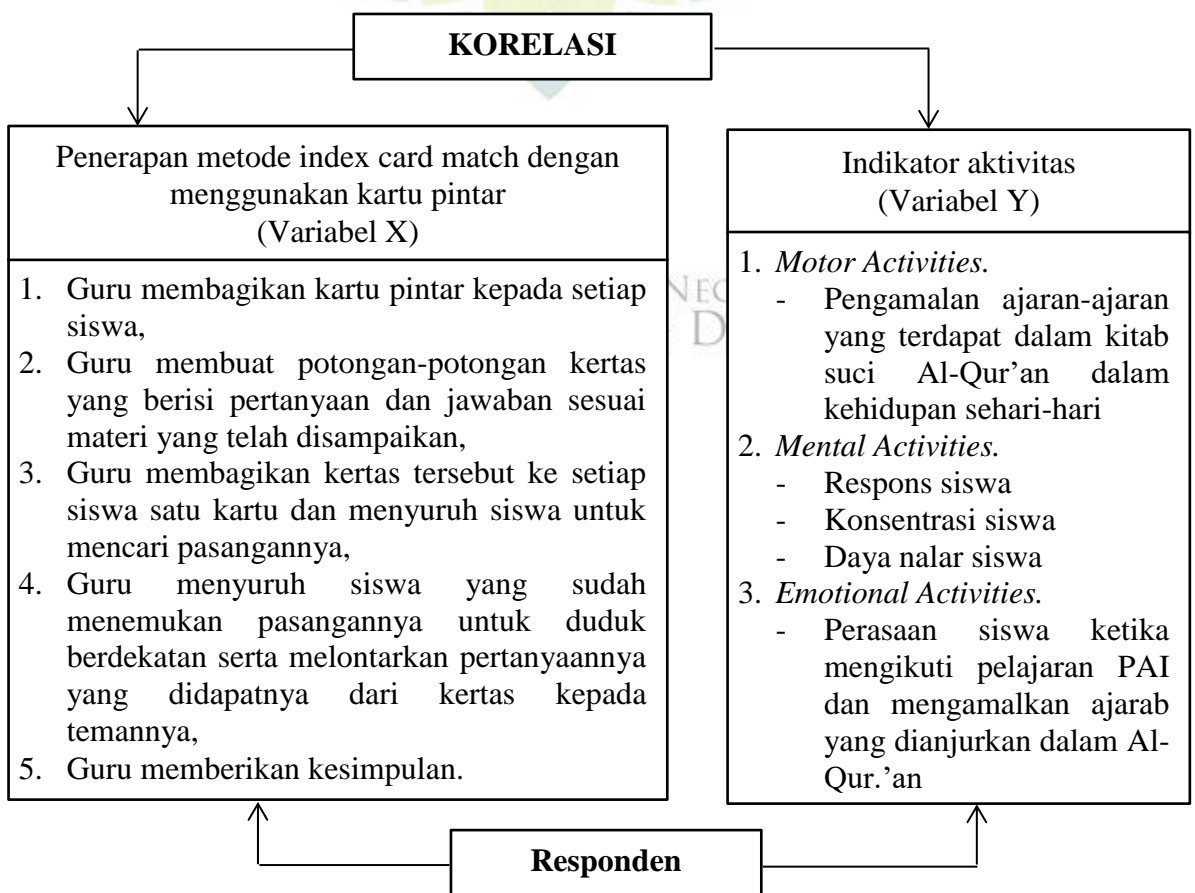 KORELASI
Penerapan metode index card match dengan
menggunakan kartu pintar
(Variabel X)
1. Guru membagikan kartu pintar kepada setiap
siswa,
2. Guru membuat potongan-potongan kertas
yang berisi pertanyaan dan jawaban sesuai
materi yang telah disampaikan,
3. Guru membagikan kertas tersebut ke setiap
siswa satu kartu dan menyuruh siswa untuk
mencari pasangannya,
4. Guru menyuruh siswa yang sudah
menemukan pasangannya untuk duduk
berdekatan serta melontarkan pertanyaannya
yang didapatnya dari kertas kepada
temannya,
5. Guru memberikan kesimpulan.
Indikator aktivitas
(Variabel Y)
1. Motor Activities.
- Pengamalan ajaran-ajaran
yang terdapat dalam kitab
suci Al-Qur’an dalam
kehidupan sehari-hari
2. Mental Activities.
- Respons siswa
- Konsentrasi siswa
- Daya nalar siswa
3. Emotional Activities.
- Perasaan siswa ketika
mengikuti pelajaran PAI
dan mengamalkan ajarab
yang dianjurkan dalam Al-
Qur.’an
Responden